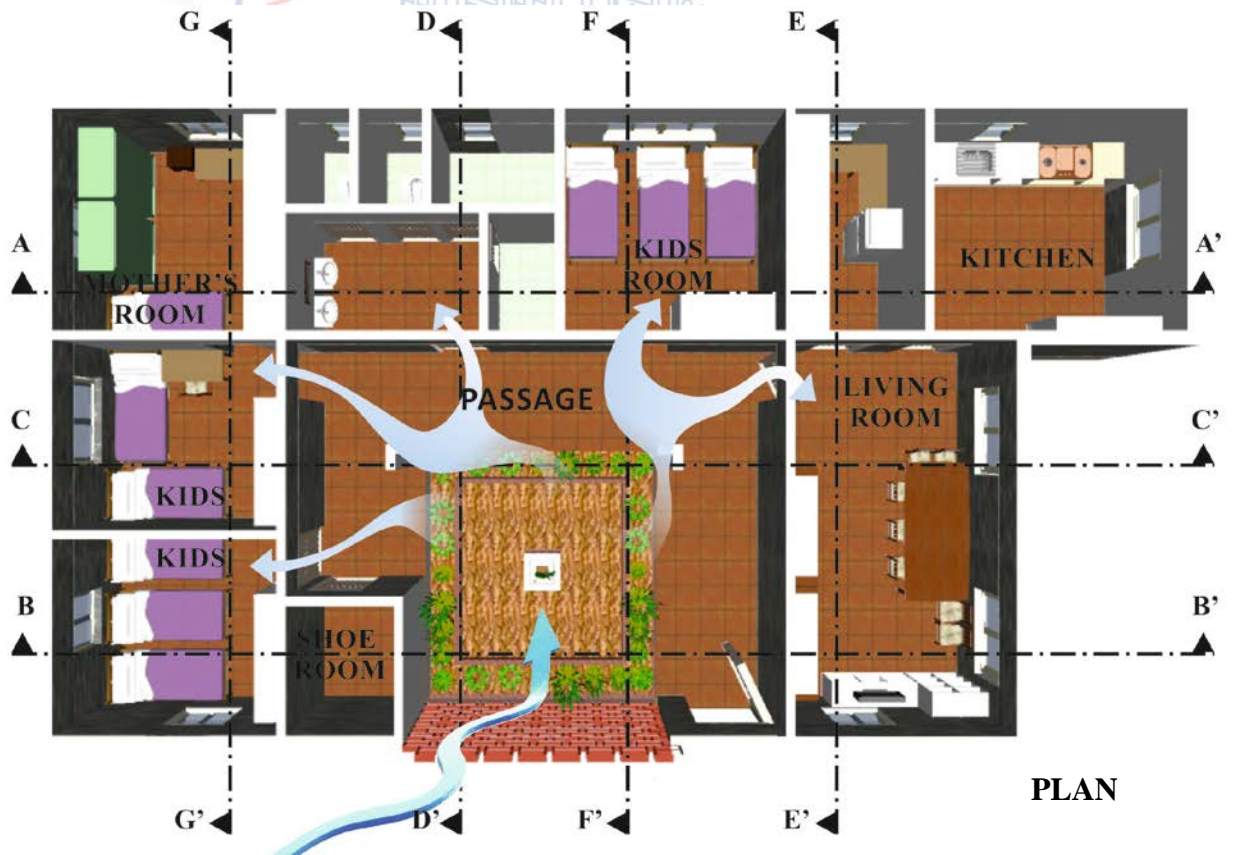 G
D
F
E
KIDS
ROOM
A
KITCHEN
A’
MOTHER’S
ROOM
PASSAGE
LIVING
ROOM
C
C’
KIDS
KIDS
B
B’
SHOE
ROOM
PLAN
G’
D’
F’
E’